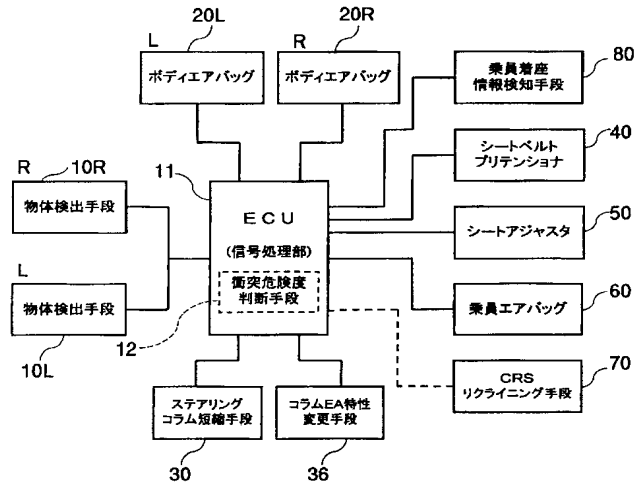 20L
20R
L
R
ボディエアバッグ
ボディエアバッグ
80
乗員着座
情報検知手段
40
シートベルト
プリテンショナ
R
10R
物体検出手段
11
ECU
(信号処理部)
衝突危険度
判断手段
50
シートアジャスタ
L
物体検出手段
10L
12
60
乗員エアバッグ
70
CRS
リクライニング手段
ステアリング
コラム短縮手段
30
コラムEA特性
変更手段
36